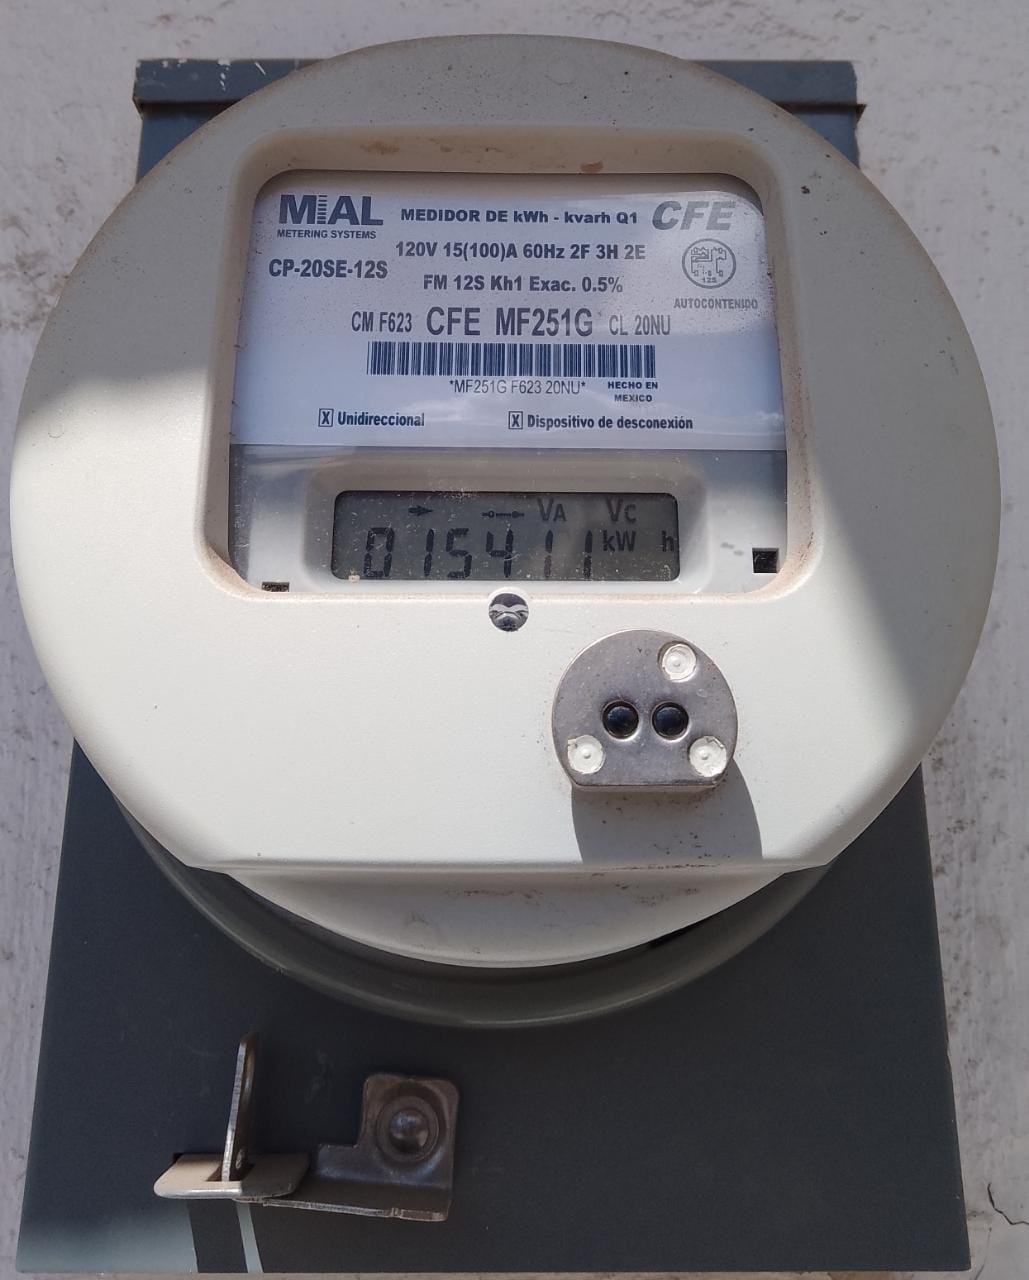 MIAL
METERING SYSTEMS
MEDIDOR DE kWh - kvarh Q1
CFE
120V 15(100)A 60Hz 2F 3H 2E
CP-20SE-12S
FM 12S Kh1 Exac. 0.5%
12S
AUTOCONTENIDO
CM F623 CFE MF251G CL 20NU
*MF251G F623 20NU*
HECHO EN
MEXICO
X Unidireccional
X Dispositivo de desconexión
VA VC
015411 kW h